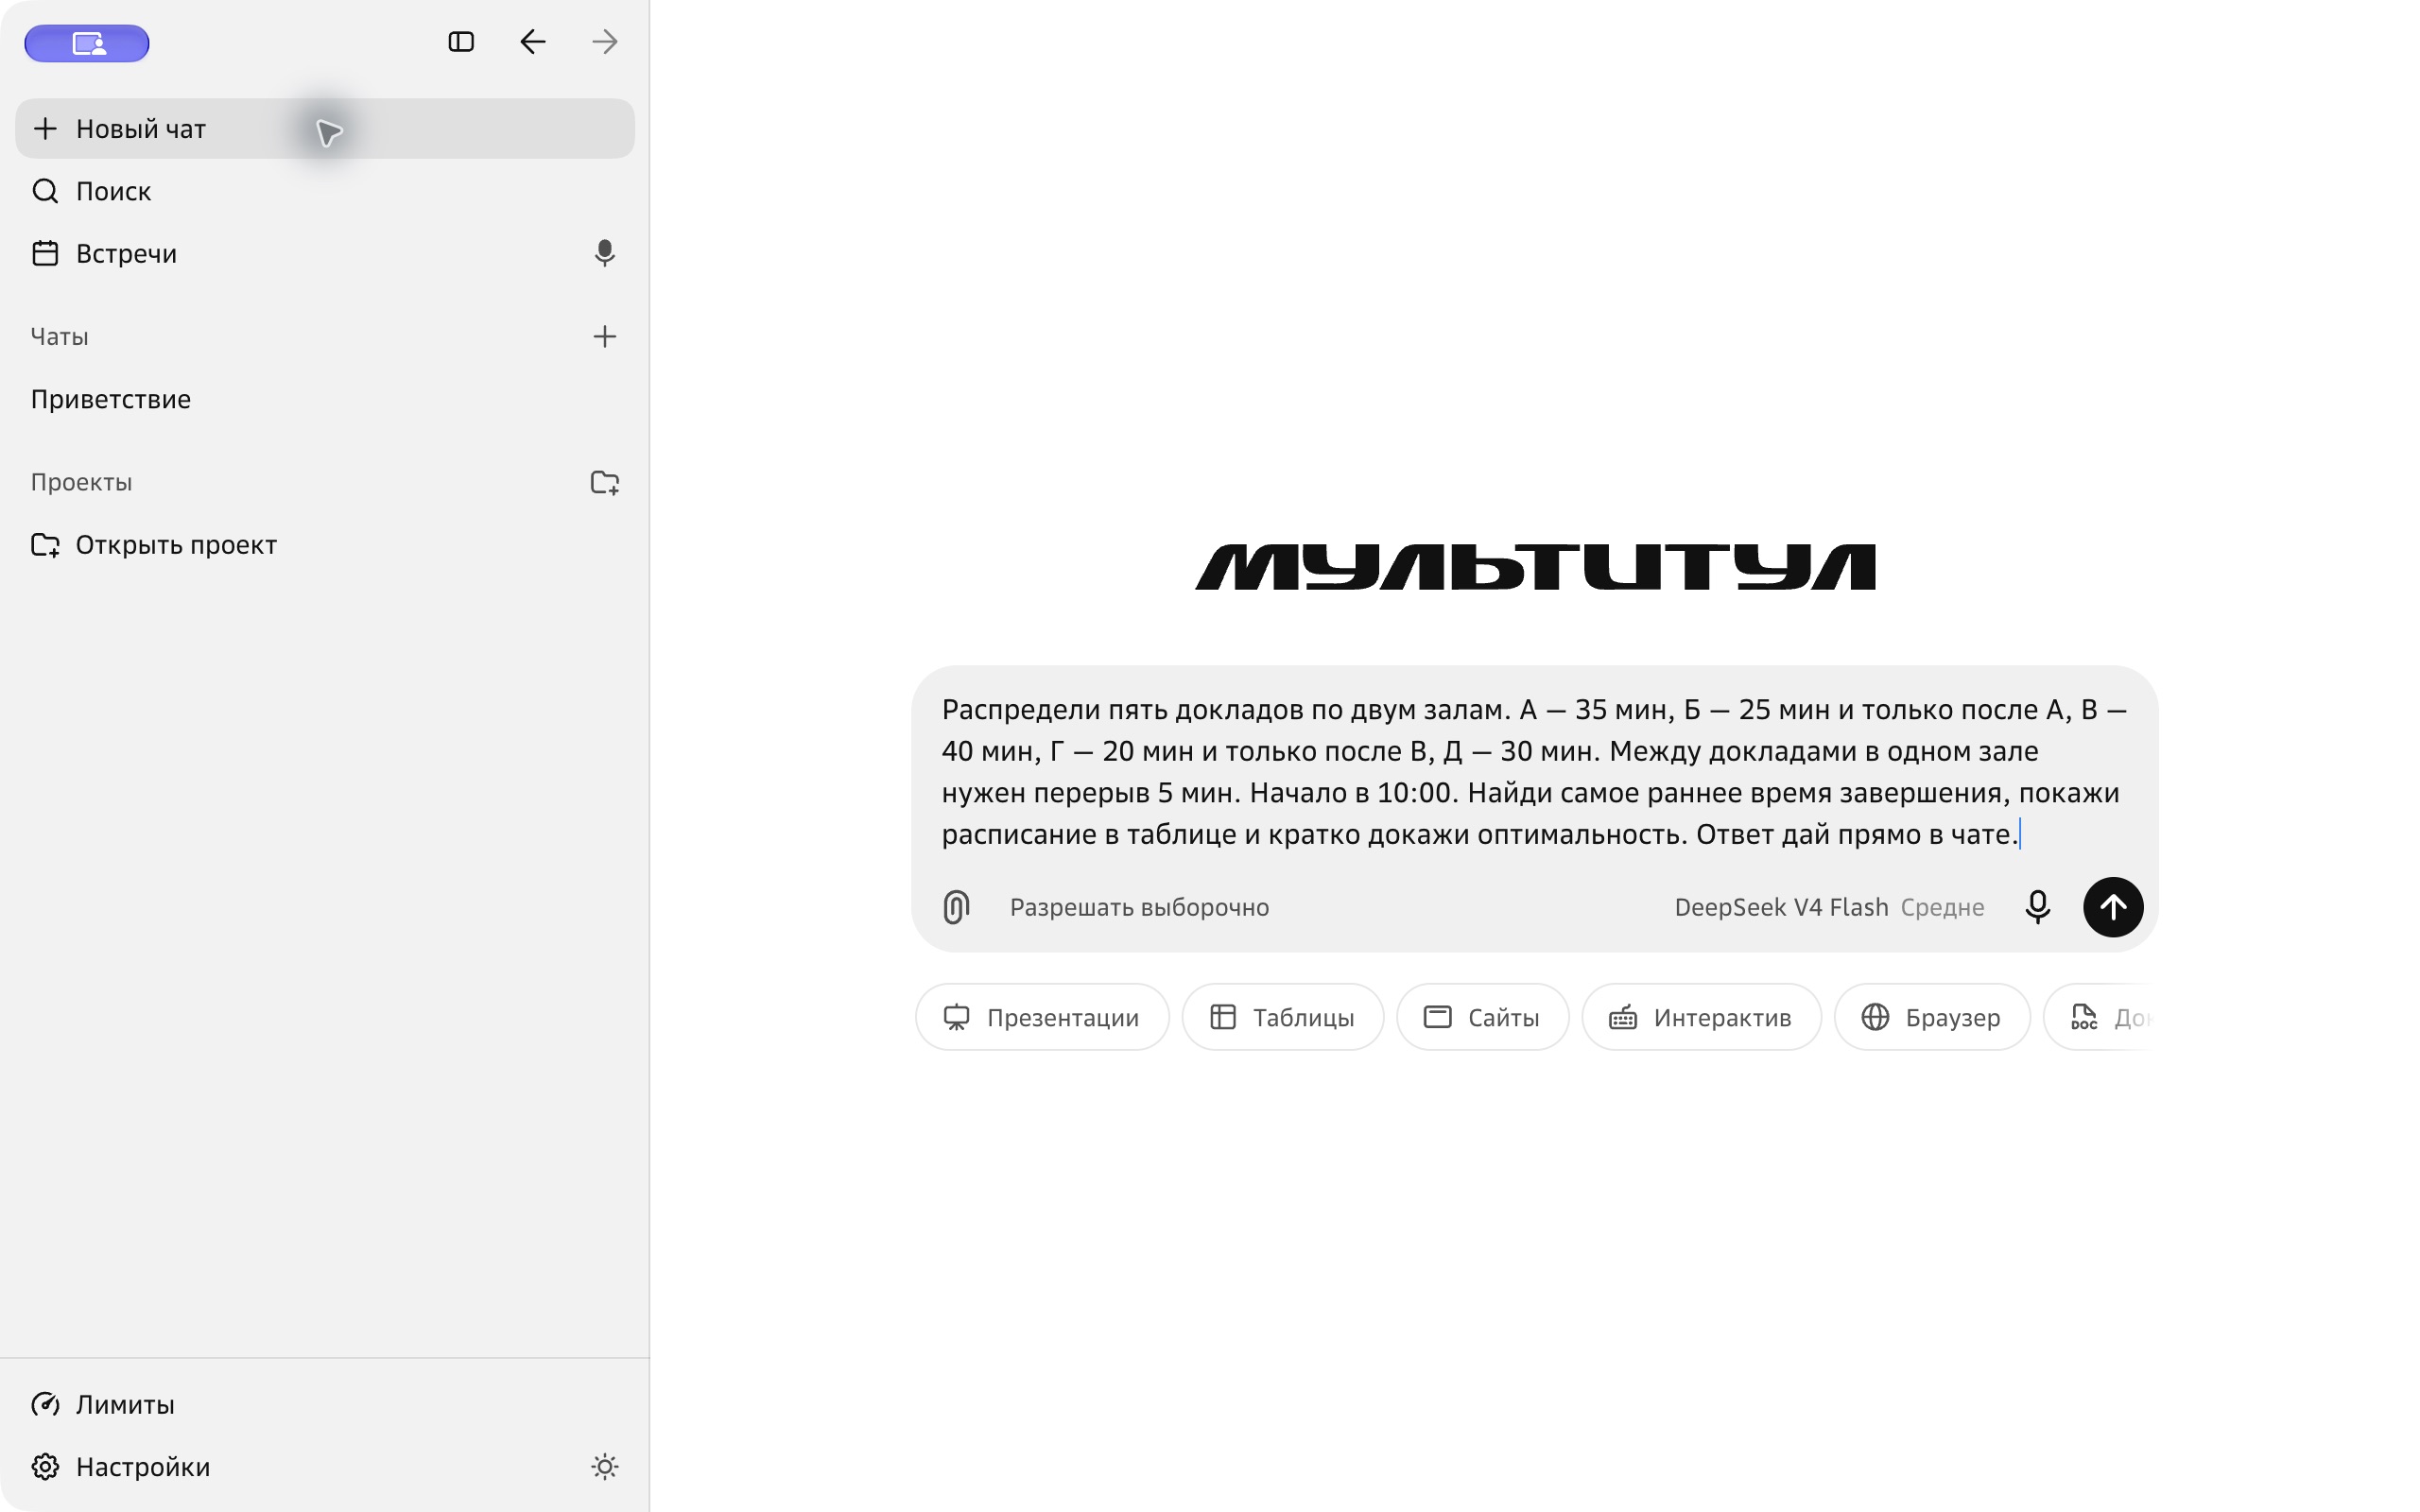 Новый чат
Поиск
Встречи
Чаты
Приветствие
Проекты
Открыть проект
Лимиты
Настройки
МУЛЬТИТУЛ
Распредели пять докладов по двум залам. А — 35 мин, Б — 25 мин и только после А, В —
40 мин, Г — 20 мин и только после В, Д — 30 мин. Между докладами в одном зале
нужен перерыв 5 мин. Начало в 10:00. Найди самое раннее время завершения, покажи
расписание в таблице и кратко докажи оптимальность. Ответ дай прямо в чате.
Разрешать выборочно
DeepSeek V4 Flash Средне
Презентации
Таблицы
Сайты
Интерактив
Браузер
DOC